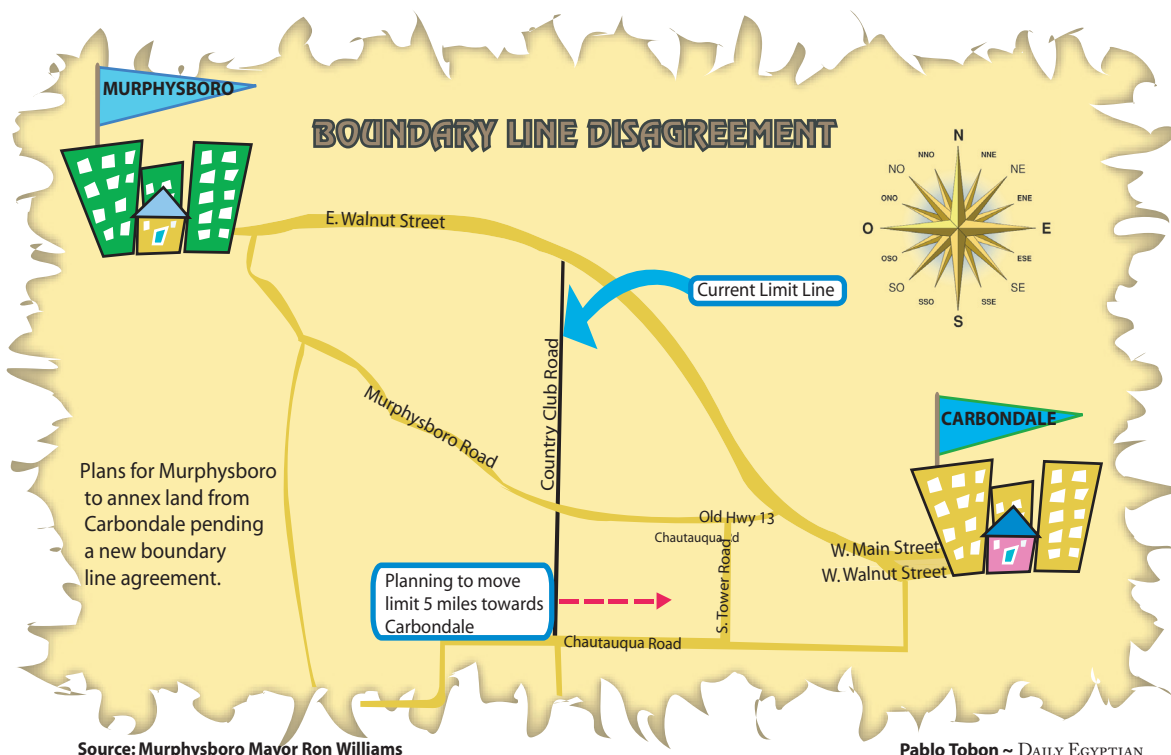 MURPHYSBORO
BOUNDARY LINE DISAGREEMENT
N
NNO
NNE
NO
NE
ONO
ENE
O
E
OSO
ESE
SO
SE
SSO
SSE
S
E. Walnut Street
Current Limit Line
Country Club Road
Murphysboro Road
CARBONDALE
Plans for Murphysboro
to annex land from
Carbondale pending
a new boundary
line agreement.
Old Hwy 13
Chautauqua
S. Tower Road
W. Main Street
W. Walnut Street
Planning to move
limit 5 miles towards
Carbondale
Chautauqua Road
Source: Murphysboro Mayor Ron Williams
Pablo Tobon ~ DAILY EGYPTIAN